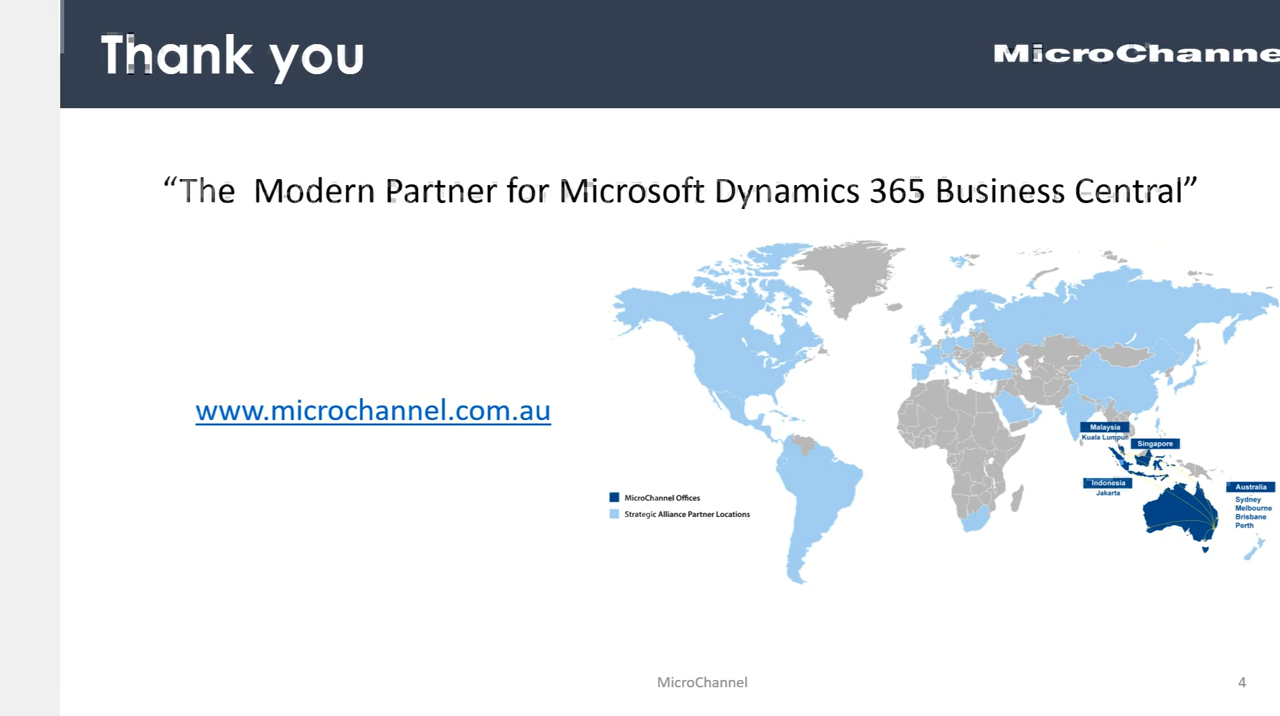 Thank you
MicroChanne
“The Modern Partner for Microsoft Dynamics 365 Business Central”
www.microchannel.com.au
Malaysia
Kuala Lumpur
Singapore
Indonesia
Jakarta
Australia
Sydney
Melbourne
Brisbane
Perth
MicroChannel Offices
Strategic Alliance Partner Locations
MicroChannel
4